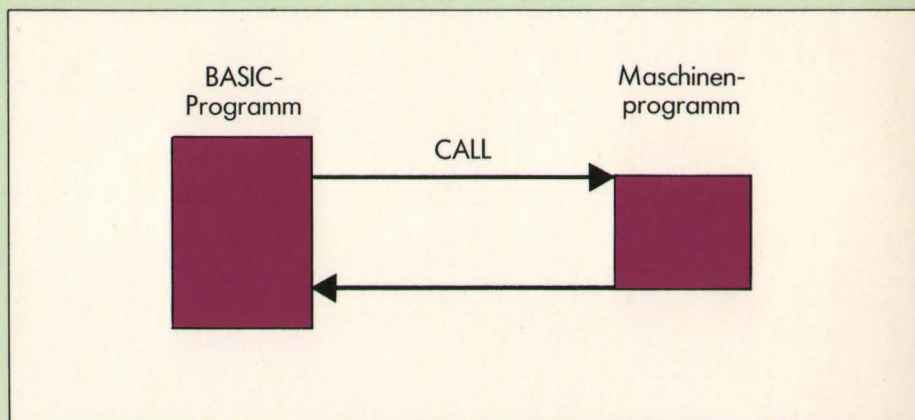 BASIC-
Programm
Maschinen-
programm
CALL